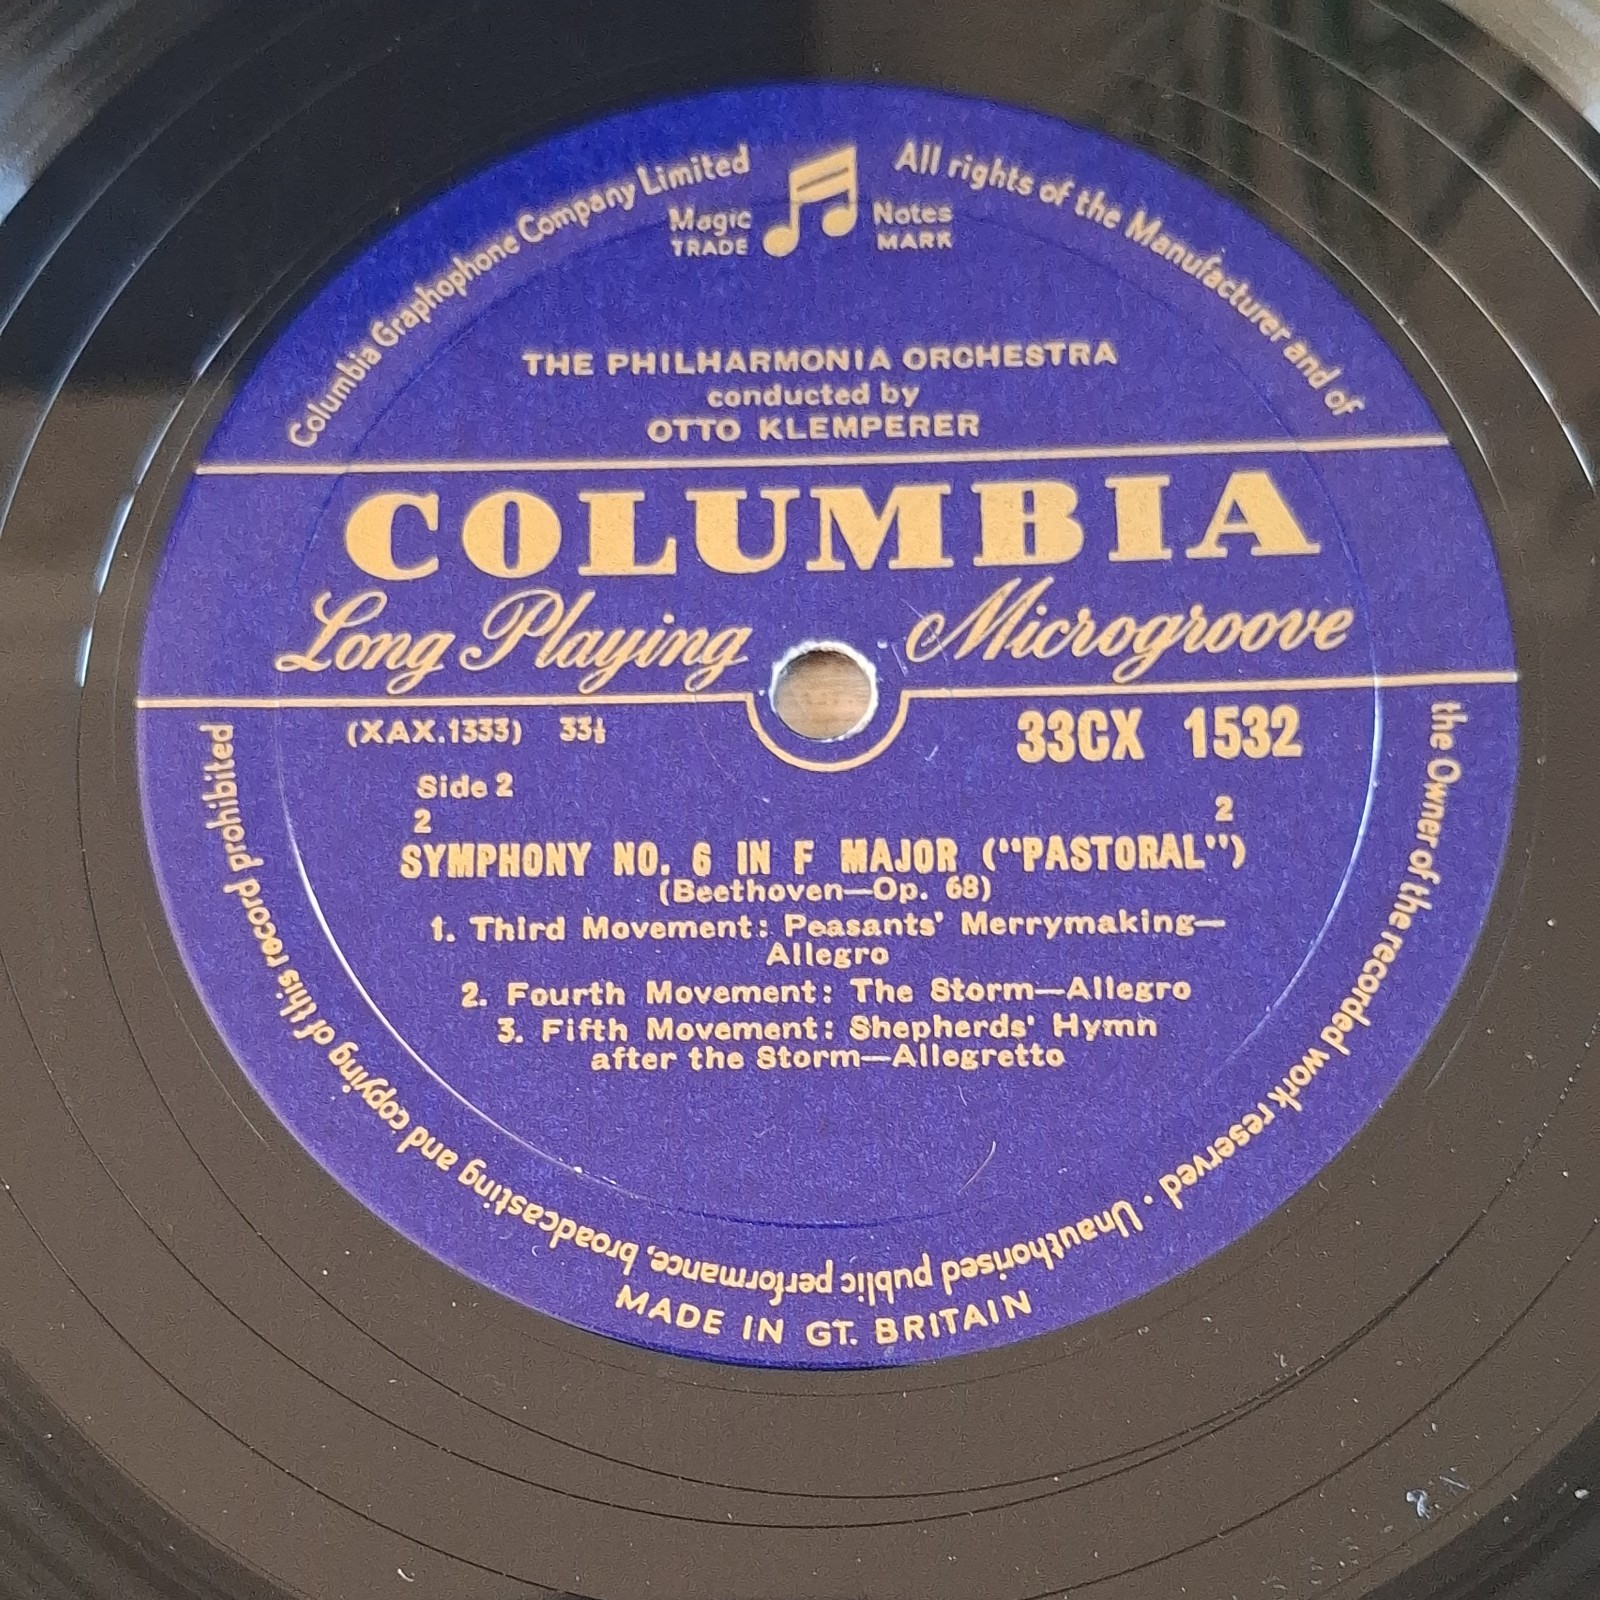 Columbia Graphophone Company Limited
All rights of the Manufacturer and of
the Owner of the recorded work reserved · Unauthorised public performance, broadcasting and copying of this record prohibited
Magic Notes
TRADE MARK
THE PHILHARMONIA ORCHESTRA
conducted by
OTTO KLEMPERER
COLUMBIA
Long Playing Microgroove
(XAX.1333) 33⅓ 33CX 1532
Side 2
2 2
SYMPHONY NO. 6 IN F MAJOR ("PASTORAL")
(Beethoven—Op. 68)
1. Third Movement: Peasants' Merrymaking—
Allegro
2. Fourth Movement: The Storm—Allegro
3. Fifth Movement: Shepherds' Hymn
after the Storm—Allegretto
MADE IN GT. BRITAIN